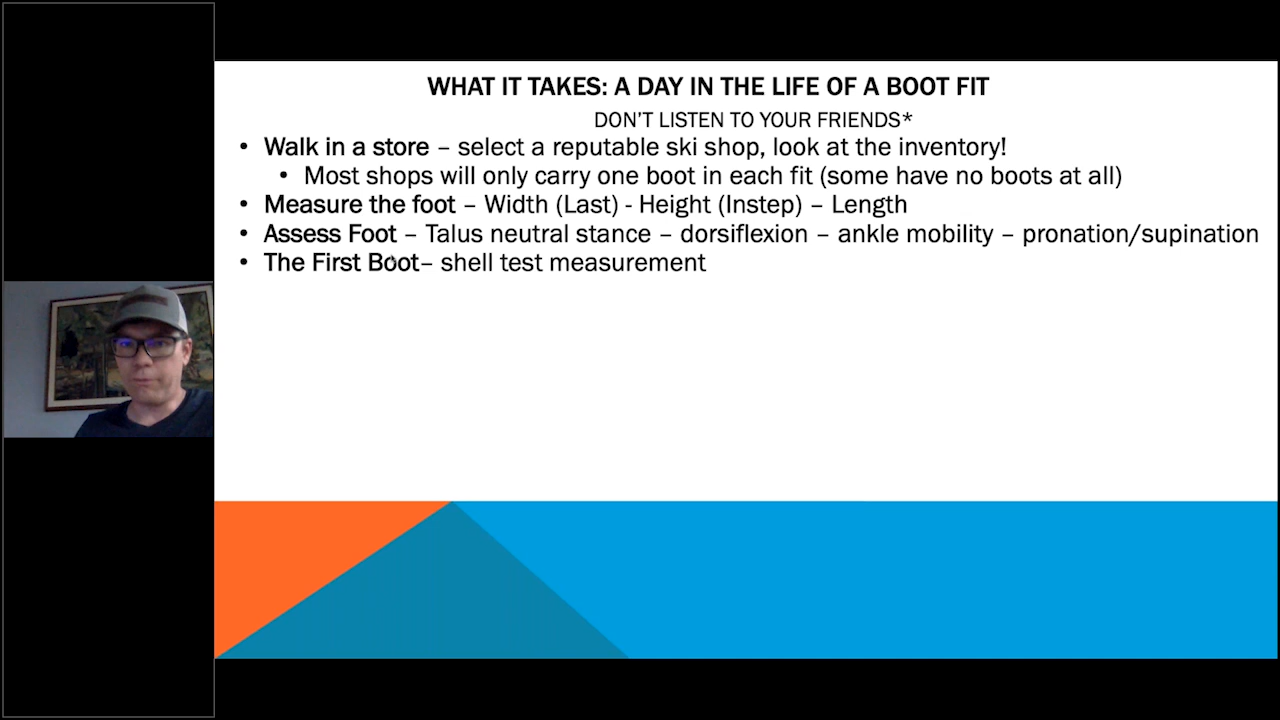 WHAT IT TAKES: A DAY IN THE LIFE OF A BOOT FIT
DON'T LISTEN TO YOUR FRIENDS*
• Walk in a store – select a reputable ski shop, look at the inventory!
• Most shops will only carry one boot in each fit (some have no boots at all)
• Measure the foot – Width (Last) - Height (Instep) – Length
• Assess Foot – Talus neutral stance – dorsiflexion – ankle mobility – pronation/supination
• The First Boot– shell test measurement